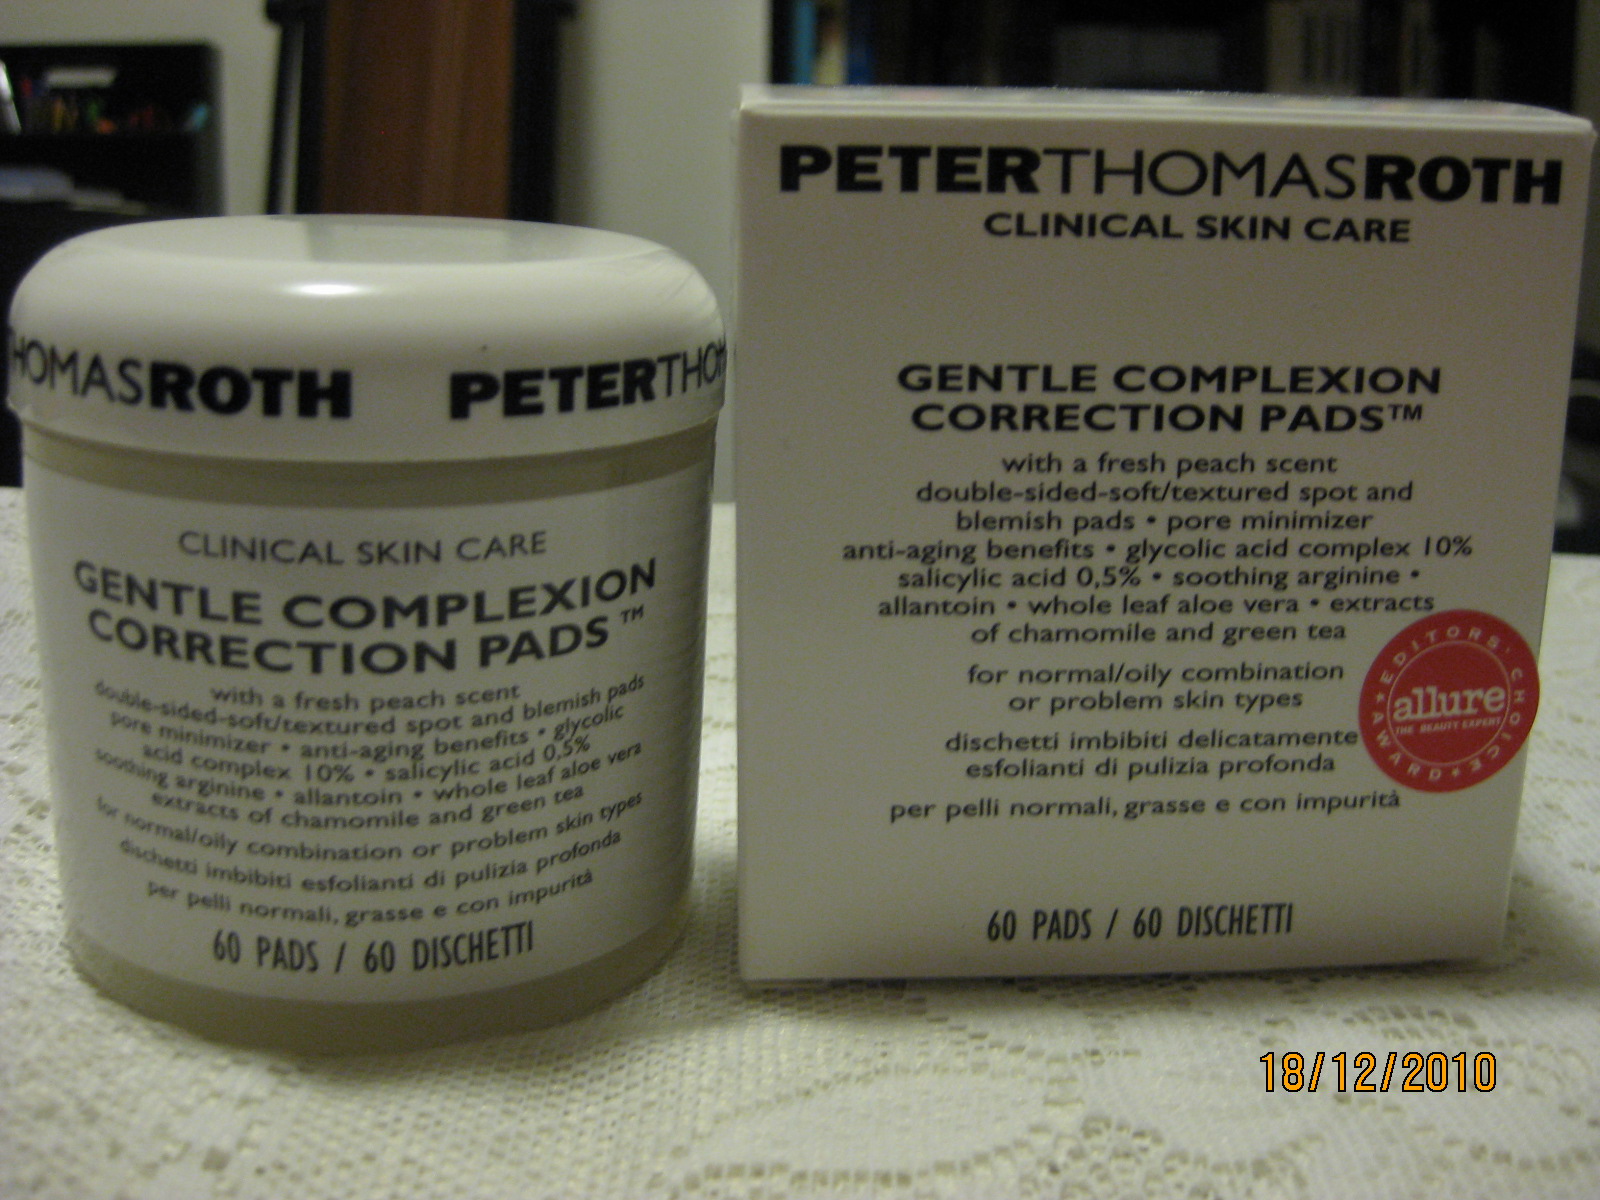 THOMASROTH PETERTHOM
CLINICAL SKIN CARE
GENTLE COMPLEXION
CORRECTION PADS™
with a fresh peach scent
double-sided-soft/textured spot and blemish pads
pore minimizer • anti-aging benefits • glycolic
acid complex 10% • salicylic acid 0,5%
soothing arginine • allantoin • whole leaf aloe vera
extracts of chamomile and green tea
for normal/oily combination or problem skin types
dischetti imbibiti esfolianti di pulizia profonda
per pelli normali, grasse e con impurità
60 PADS / 60 DISCHETTI
PETERTHOMASROTH
CLINICAL SKIN CARE
GENTLE COMPLEXION
CORRECTION PADS™
with a fresh peach scent
double-sided-soft/textured spot and
blemish pads • pore minimizer
anti-aging benefits • glycolic acid complex 10%
salicylic acid 0,5% • soothing arginine •
allantoin • whole leaf aloe vera • extracts
of chamomile and green tea
for normal/oily combination
or problem skin types
dischetti imbibiti delicatamente
esfolianti di pulizia profonda
per pelli normali, grasse e con impurità
60 PADS / 60 DISCHETTI
EDITORS' CHOICE
allure
THE BEAUTY EXPERT
AWARD
18/12/2010